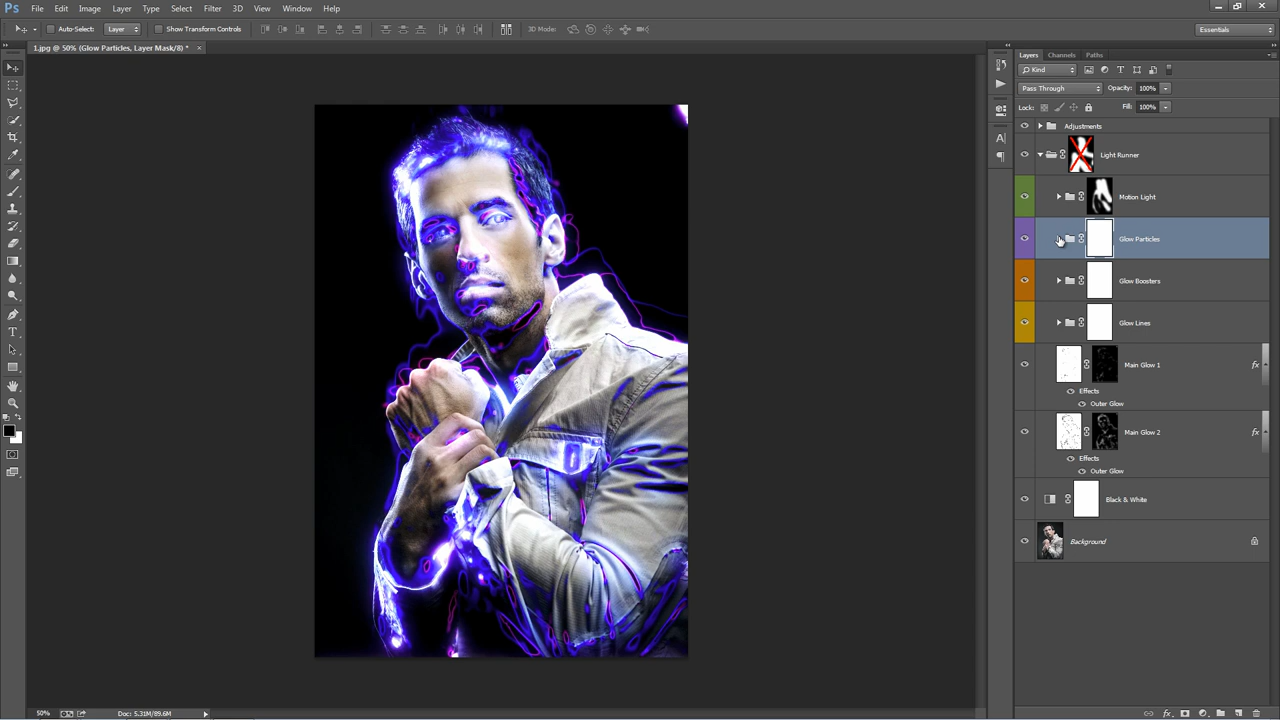 Ps File Edit Image Layer Type Select Filter 3D View Window Help
Auto-Select: Layer Show Transform Controls 3D Mode: Essentials
1.jpg @ 50% (Glow Particles, Layer Mask/8) * ×
Layers Channels Paths
Kind
Pass Through Opacity: 100%
Lock: Fill: 100%
Adjustments
Light Runner
Motion Light
Glow Particles
Glow Boosters
Glow Lines
Main Glow 1 fx
Effects
Outer Glow
Main Glow 2 fx
Effects
Outer Glow
Black & White
Background
50% Doc: 5.31M/89.6M